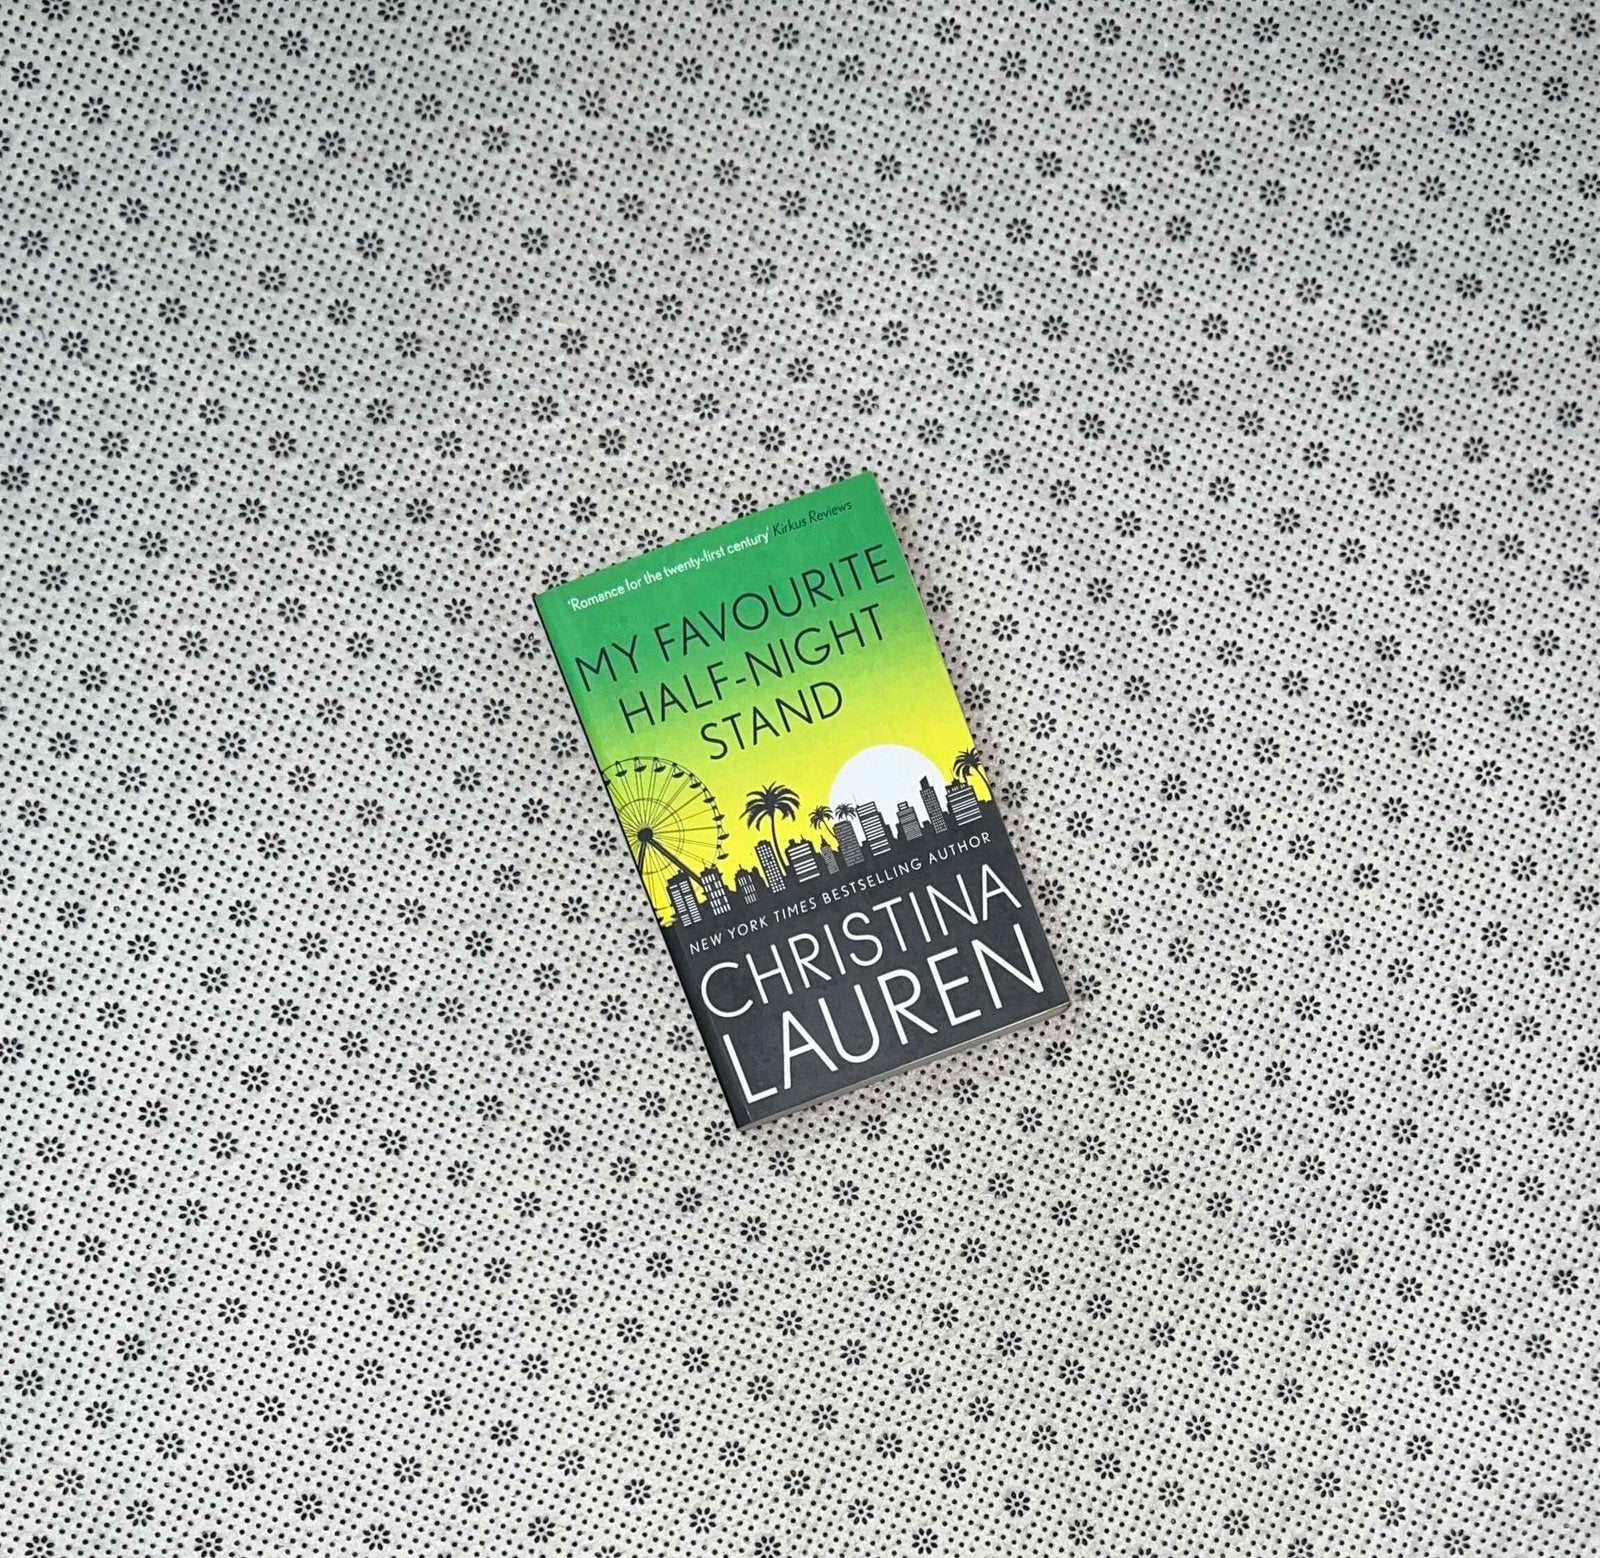 'Romance for the twenty-first century' Kirkus Reviews
MY FAVOURITE
HALF-NIGHT
STAND
NEW YORK TIMES BESTSELLING AUTHOR
CHRISTINA
LAUREN